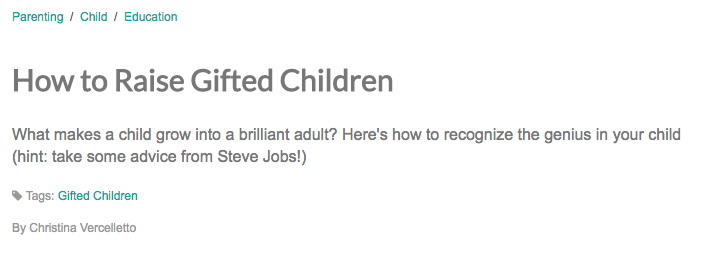 Parenting / Child / Education
How to Raise Gifted Children
What makes a child grow into a brilliant adult? Here's how to recognize the genius in your child
(hint: take some advice from Steve Jobs!)
Tags: Gifted Children
By Christina Vercelletto